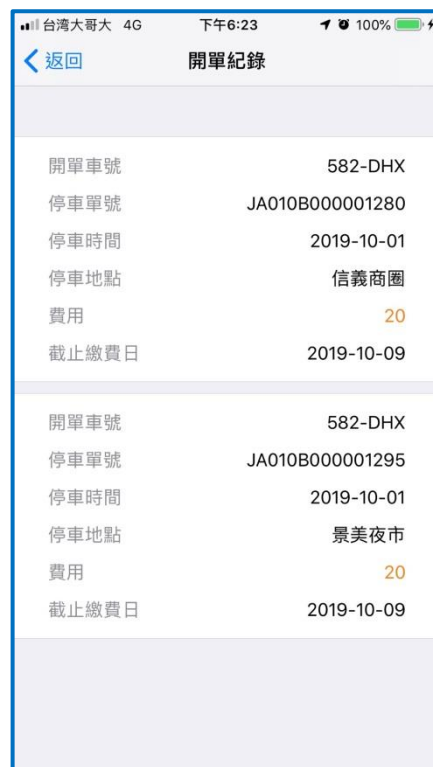 台湾大哥大 4G 下午6:23 100%
返回 開單紀錄
開單車號 582-DHX
停車單號 JA010B000001280
停車時間 2019-10-01
停車地點 信義商圈
費用 20
截止繳費日 2019-10-09
開單車號 582-DHX
停車單號 JA010B000001295
停車時間 2019-10-01
停車地點 景美夜市
費用 20
截止繳費日 2019-10-09